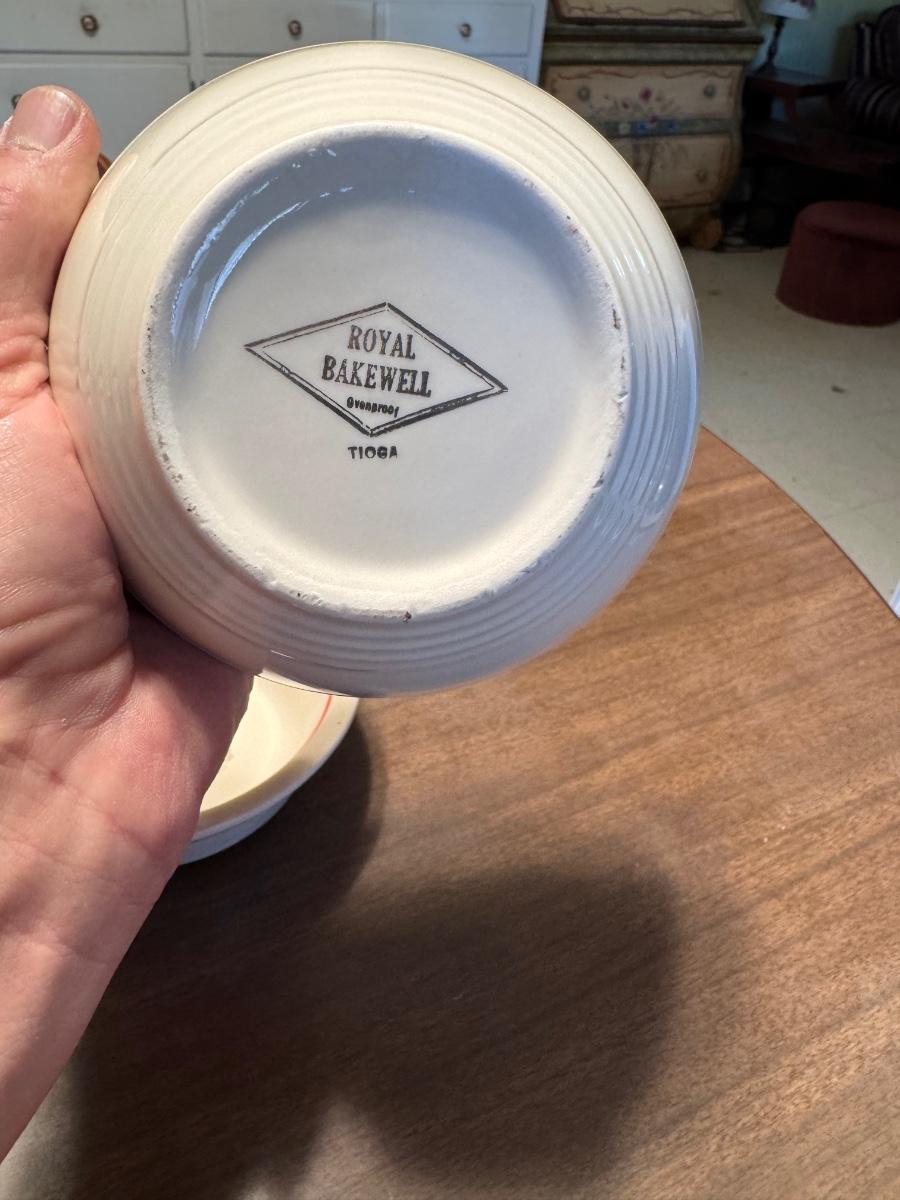 ROYAL
BAKEWELL
Ovenproof
TIOGA